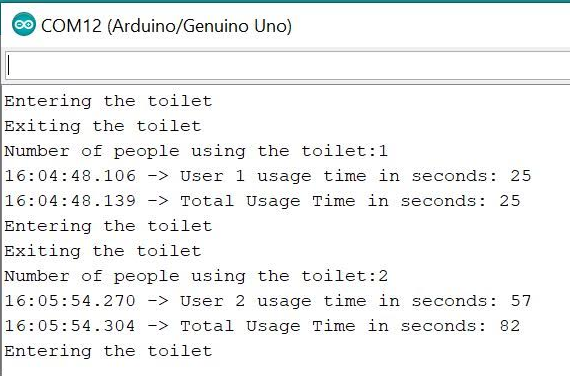 COM12 (Arduino/Genuino Uno)
Entering the toilet
Exiting the toilet
Number of people using the toilet:1
16:04:48.106 -> User 1 usage time in seconds: 25
16:04:48.139 -> Total Usage Time in seconds: 25
Entering the toilet
Exiting the toilet
Number of people using the toilet:2
16:05:54.270 -> User 2 usage time in seconds: 57
16:05:54.304 -> Total Usage Time in seconds: 82
Entering the toilet